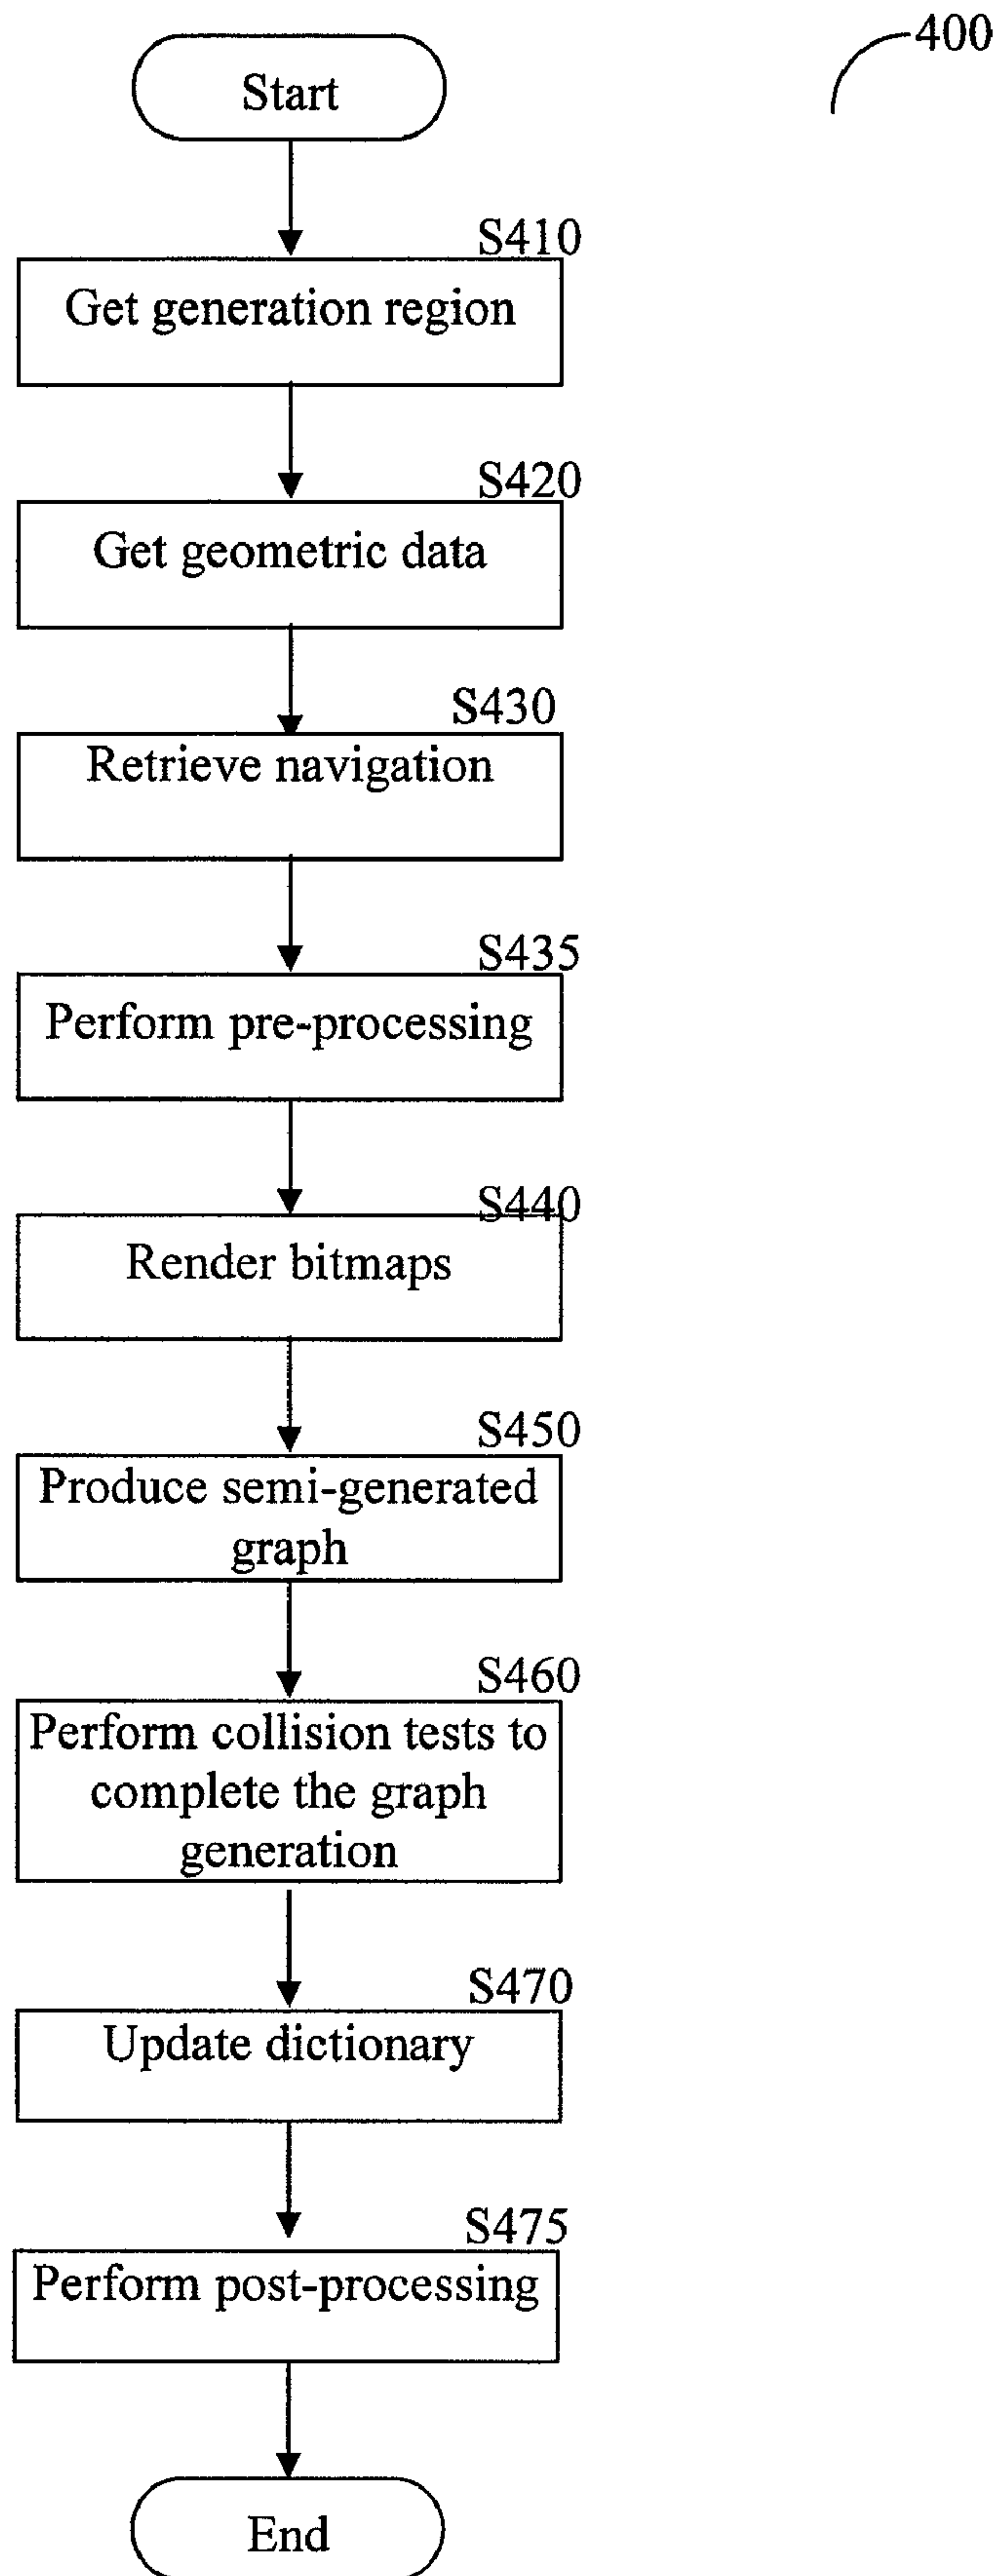 400
Start
S410
Get generation region
S420
Get geometric data
S430
Retrieve navigation
S435
Perform pre-processing
S440
Render bitmaps
S450
Produce semi-generated
graph
S460
Perform collision tests to
complete the graph
generation
S470
Update dictionary
S475
Perform post-processing
End